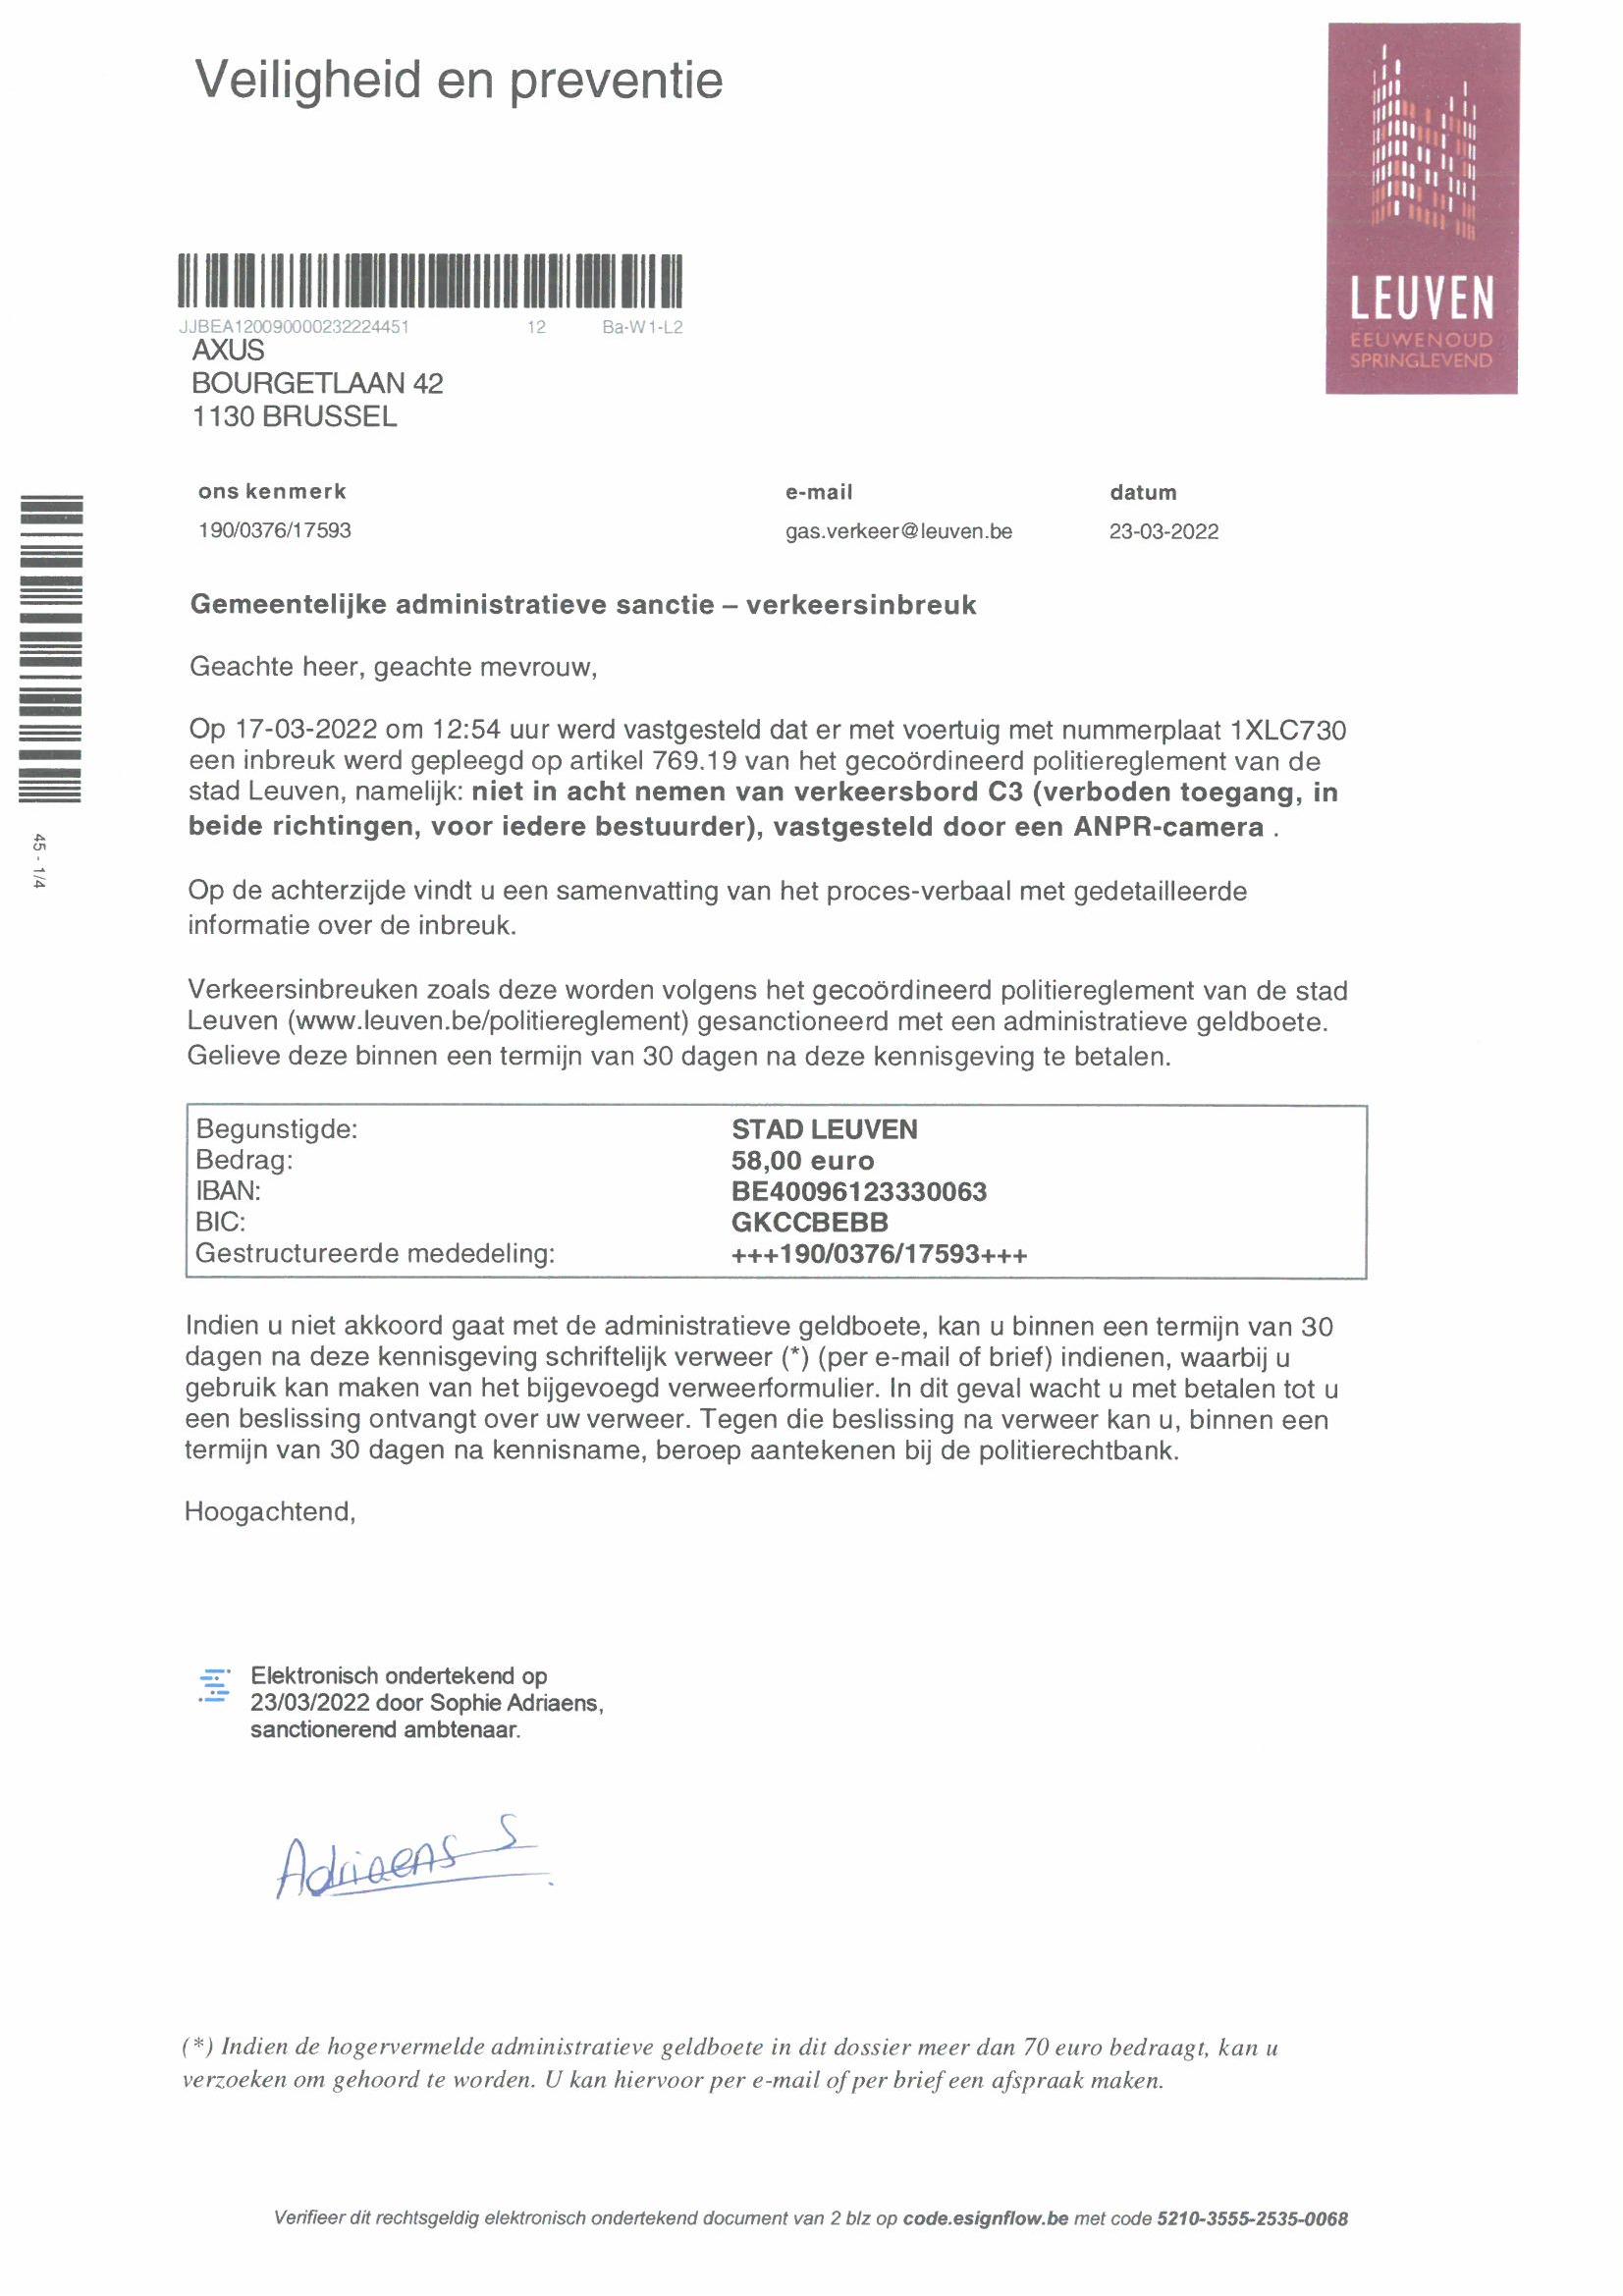 Veiligheid en preventie
LEUVEN
EEUWENOUD
SPRINGLEVEND
JJBEA120090000232224451 12 Ba-W1-L2
AXUS
BOURGETLAAN 42
1130 BRUSSEL
ons kenmerk e-mail datum
190/0376/17593 gas.verkeer@leuven.be 23-03-2022
45 - 1/4
Gemeentelijke administratieve sanctie – verkeersinbreuk
Geachte heer, geachte mevrouw,
Op 17-03-2022 om 12:54 uur werd vastgesteld dat er met voertuig met nummerplaat 1XLC730
een inbreuk werd gepleegd op artikel 769.19 van het gecoördineerd politiereglement van de
stad Leuven, namelijk: niet in acht nemen van verkeersbord C3 (verboden toegang, in
beide richtingen, voor iedere bestuurder), vastgesteld door een ANPR-camera .
Op de achterzijde vindt u een samenvatting van het proces-verbaal met gedetailleerde
informatie over de inbreuk.
Verkeersinbreuken zoals deze worden volgens het gecoördineerd politiereglement van de stad
Leuven (www.leuven.be/politiereglement) gesanctioneerd met een administratieve geldboete.
Gelieve deze binnen een termijn van 30 dagen na deze kennisgeving te betalen.
Begunstigde: STAD LEUVEN
Bedrag: 58,00 euro
IBAN: BE40096123330063
BIC: GKCCBEBB
Gestructureerde mededeling: +++190/0376/17593+++
Indien u niet akkoord gaat met de administratieve geldboete, kan u binnen een termijn van 30
dagen na deze kennisgeving schriftelijk verweer (*) (per e-mail of brief) indienen, waarbij u
gebruik kan maken van het bijgevoegd verweerformulier. In dit geval wacht u met betalen tot u
een beslissing ontvangt over uw verweer. Tegen die beslissing na verweer kan u, binnen een
termijn van 30 dagen na kennisname, beroep aantekenen bij de politierechtbank.
Hoogachtend,
Elektronisch ondertekend op
23/03/2022 door Sophie Adriaens,
sanctionerend ambtenaar.
Adriaens S
(*) Indien de hogervermelde administratieve geldboete in dit dossier meer dan 70 euro bedraagt, kan u
verzoeken om gehoord te worden. U kan hiervoor per e-mail of per brief een afspraak maken.
Verifieer dit rechtsgeldig elektronisch ondertekend document van 2 blz op code.esignflow.be met code 5210-3555-2535-0068